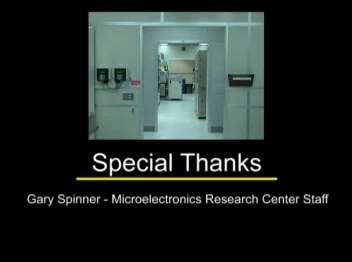 Special Thanks
Gary Spinner - Microelectronics Research Center Staff